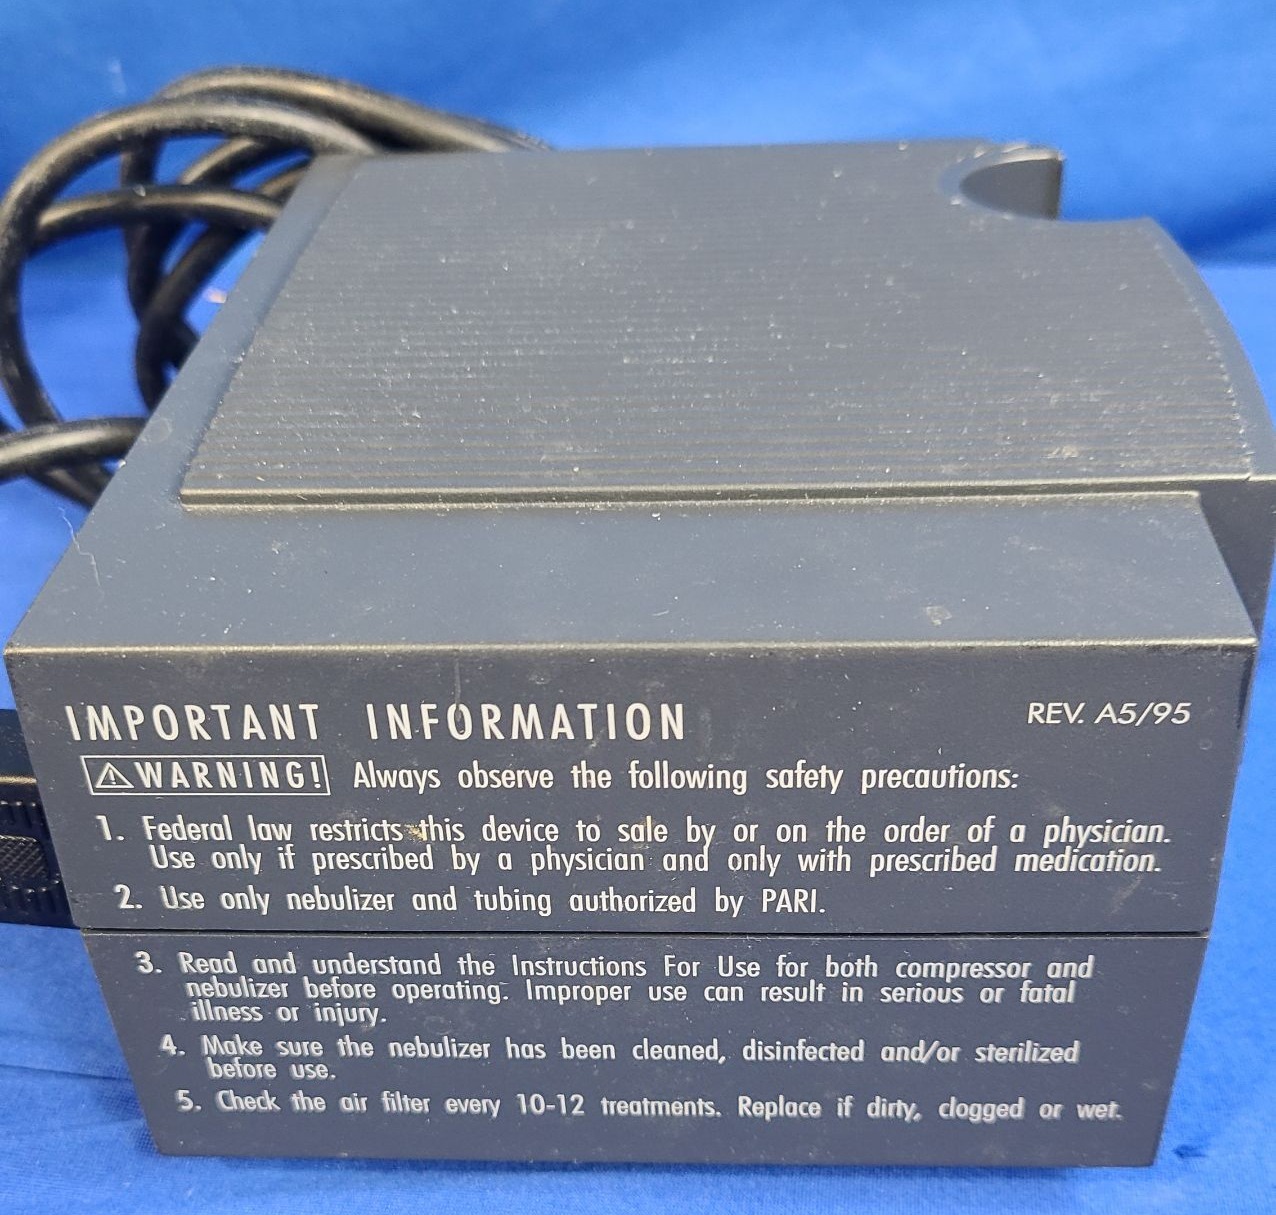 IMPORTANT INFORMATION
REV. A5/95
⚠WARNING! Always observe the following safety precautions:
1. Federal law restricts this device to sale by or on the order of a physician.
Use only if prescribed by a physician and only with prescribed medication.
2. Use only nebulizer and tubing authorized by PARI.
3. Read and understand the Instructions For Use for both compressor and
nebulizer before operating. Improper use can result in serious or fatal
illness or injury.
4. Make sure the nebulizer has been cleaned, disinfected and/or sterilized
before use.
5. Check the air filter every 10-12 treatments. Replace if dirty, clogged or wet.